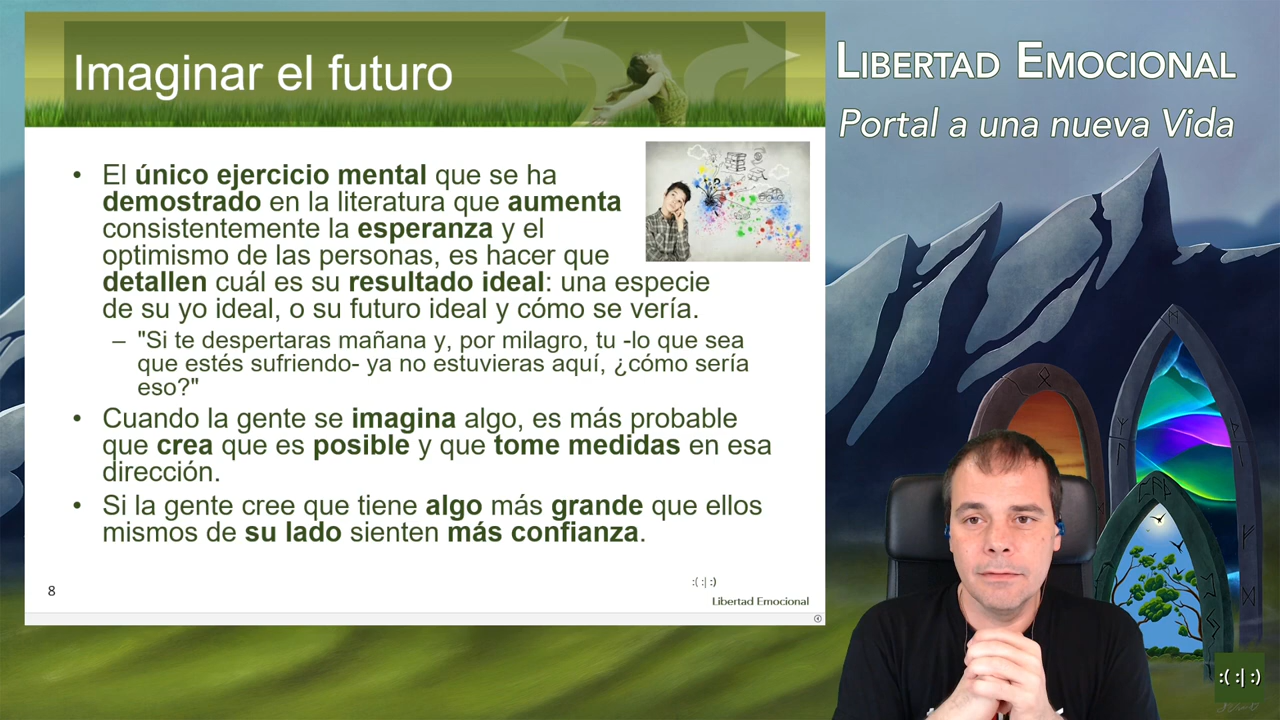 Imaginar el futuro
• El único ejercicio mental que se ha
demostrado en la literatura que aumenta
consistentemente la esperanza y el
optimismo de las personas, es hacer que
detallen cuál es su resultado ideal: una especie
de su yo ideal, o su futuro ideal y cómo se vería.
– "Si te despertaras mañana y, por milagro, tu -lo que sea
que estés sufriendo- ya no estuvieras aquí, ¿cómo sería
eso?"
• Cuando la gente se imagina algo, es más probable
que crea que es posible y que tome medidas en esa
dirección.
• Si la gente cree que tiene algo más grande que ellos
mismos de su lado sienten más confianza.
8
:( :| :)
Libertad Emocional
LIBERTAD EMOCIONAL
Portal a una nueva Vida
:( :| :)